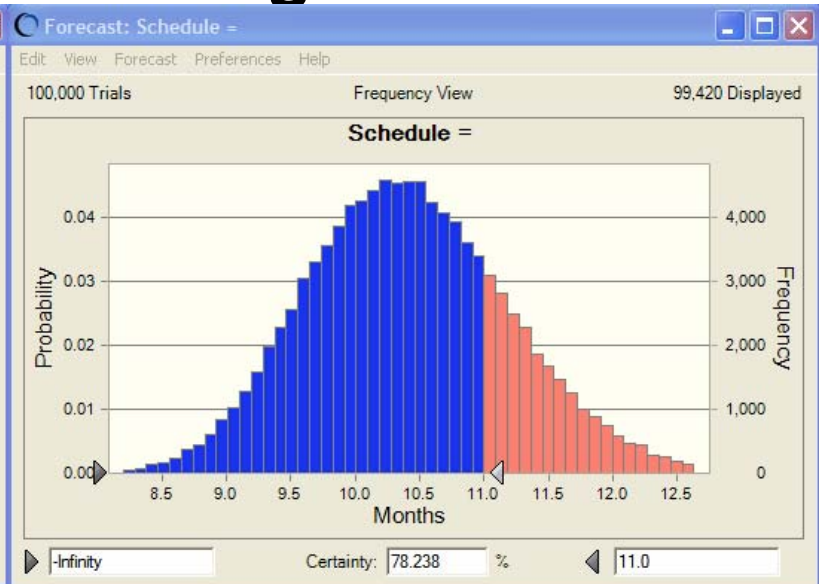 Forecast: Schedule =
Edit View Forecast Preferences Help
100,000 Trials Frequency View 99,420 Displayed
Schedule =
Probability
0.04
0.03
0.02
0.01
0.00
4,000
3,000
2,000
1,000
0
Frequency
8.5 9.0 9.5 10.0 10.5 11.0 11.5 12.0 12.5
Months
-Infinity Certainty: 78.238 % 11.0